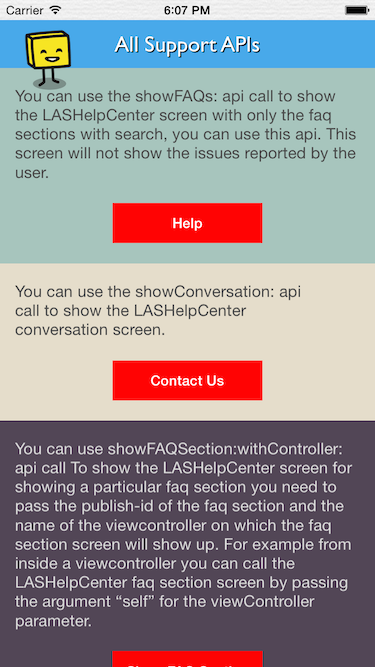 Carrier 6:07 PM
All Support APIs
You can use the showFAQs: api call to show
the LASHelpCenter screen with only the faq
sections with search, you can use this api. This
screen will not show the issues reported by the
user.
Help
You can use the showConversation: api
call to show the LASHelpCenter
conversation screen.
Contact Us
You can use showFAQSection:withController:
api call To show the LASHelpCenter screen for
showing a particular faq section you need to
pass the publish-id of the faq section and the
name of the viewcontroller on which the faq
section screen will show up. For example from
inside a viewcontroller you can call the
LASHelpCenter faq section screen by passing
the argument “self” for the viewController
parameter.